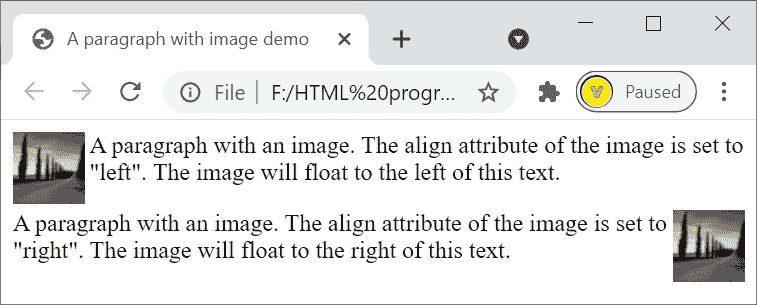 A paragraph with image demo
File F:/HTML%20progr...
Paused
A paragraph with an image. The align attribute of the image is set to
"left". The image will float to the left of this text.
A paragraph with an image. The align attribute of the image is set to
"right". The image will float to the right of this text.